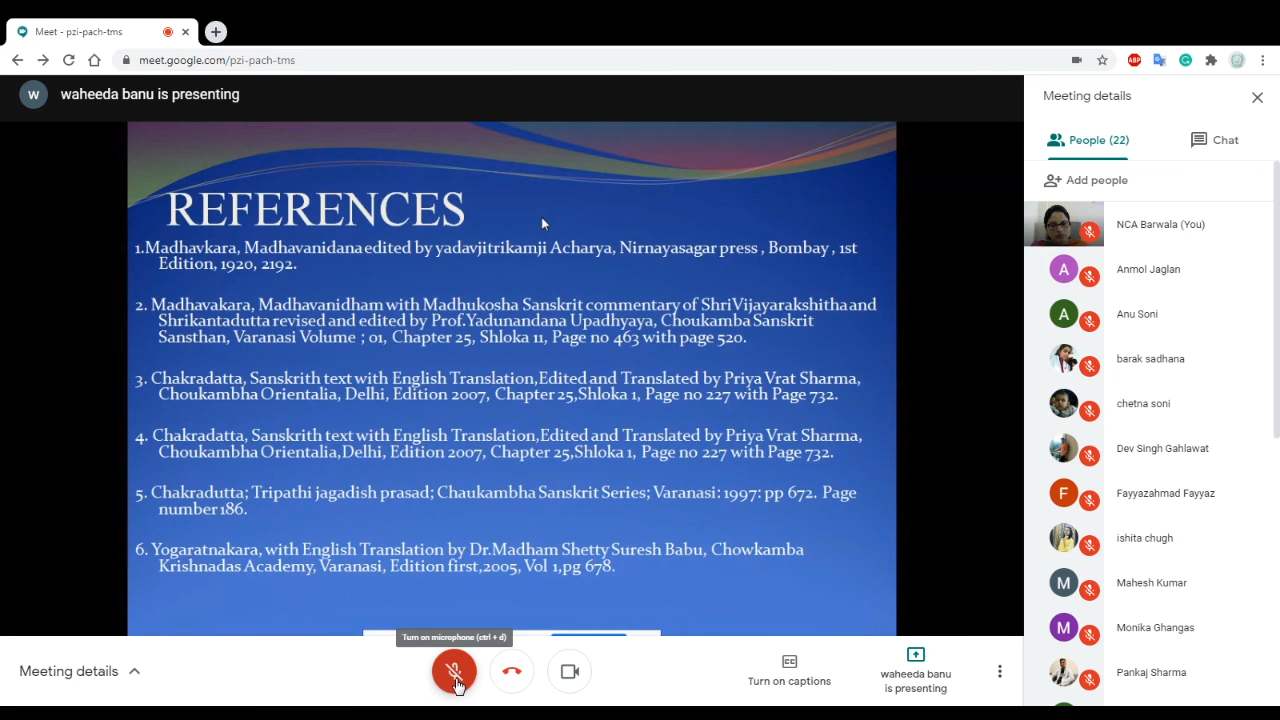 Meet - pzi-pach-tms
meet.google.com/pzi-pach-tms
ABP
W
waheeda banu is presenting
REFERENCES
1.Madhavkara, Madhavanidana edited by yadavjitrikamji Acharya, Nirnayasagar press , Bombay , 1st
Edition, 1920, 2192.
2. Madhavakara, Madhavanidham with Madhukosha Sanskrit commentary of ShriVijayarakshitha and
Shrikantadutta revised and edited by Prof.Yadunandana Upadhyaya, Choukamba Sanskrit
Sansthan, Varanasi Volume ; 01, Chapter 25, Shloka 11, Page no 463 with page 520.
3. Chakradatta, Sanskrith text with English Translation,Edited and Translated by Priya Vrat Sharma,
Choukambha Orientalia, Delhi, Edition 2007, Chapter 25,Shloka 1, Page no 227 with Page 732.
4. Chakradatta, Sanskrith text with English Translation,Edited and Translated by Priya Vrat Sharma,
Choukambha Orientalia,Delhi, Edition 2007, Chapter 25,Shloka 1, Page no 227 with Page 732.
5. Chakradutta; Tripathi jagadish prasad; Chaukambha Sanskrit Series; Varanasi: 1997: pp 672. Page
number 186.
6. Yogaratnakara, with English Translation by Dr.Madham Shetty Suresh Babu, Chowkamba
Krishnadas Academy, Varanasi, Edition first,2005, Vol 1,pg 678.
Turn on microphone (ctrl + d)
Meeting details
CC
Turn on captions
waheeda banu
is presenting
Meeting details
People (22)
Chat
Add people
NCA Barwala (You)
A
Anmol Jaglan
A
Anu Soni
barak sadhana
chetna soni
Dev Singh Gahlawat
F
Fayyazahmad Fayyaz
ishita chugh
M
Mahesh Kumar
M
Monika Ghangas
Pankaj Sharma